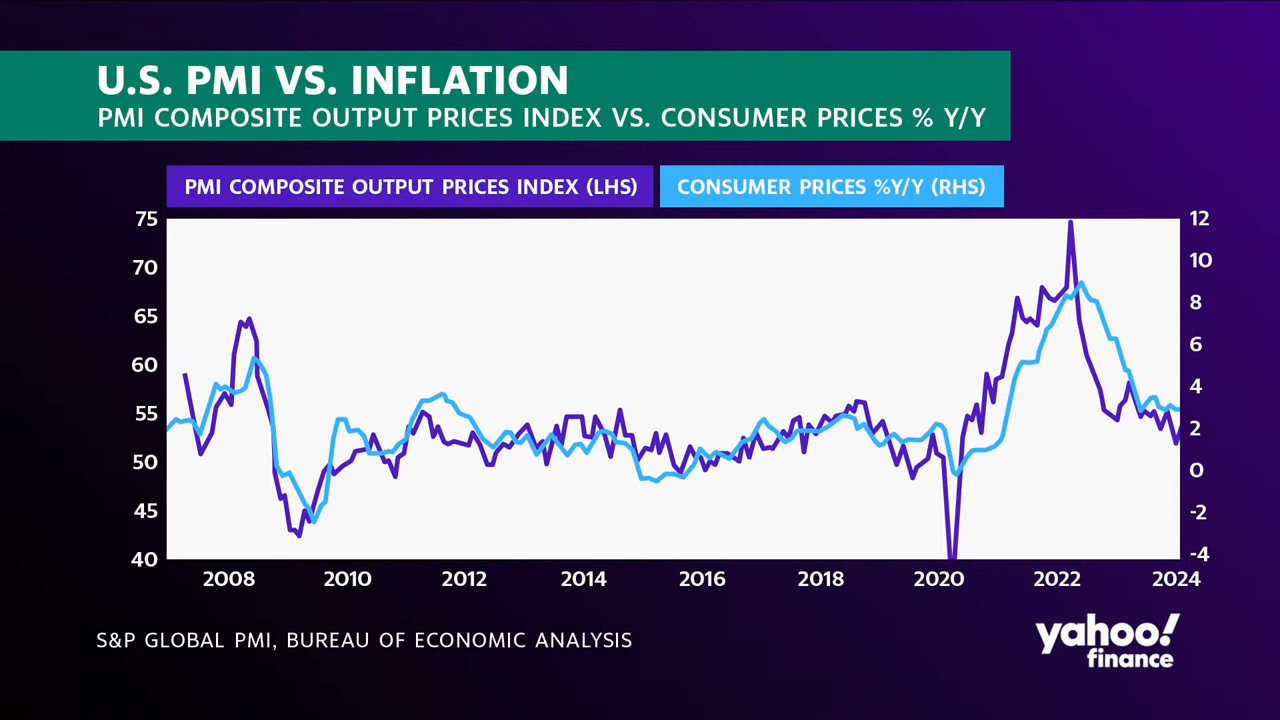 U.S. PMI VS. INFLATION
PMI COMPOSITE OUTPUT PRICES INDEX VS. CONSUMER PRICES % Y/Y
PMI COMPOSITE OUTPUT PRICES INDEX (LHS)
CONSUMER PRICES %Y/Y (RHS)
75
70
65
60
55
50
45
40
12
10
8
6
4
2
0
-2
-4
2008 2010 2012 2014 2016 2018 2020 2022 2024
S&P GLOBAL PMI, BUREAU OF ECONOMIC ANALYSIS
yahoo!
finance